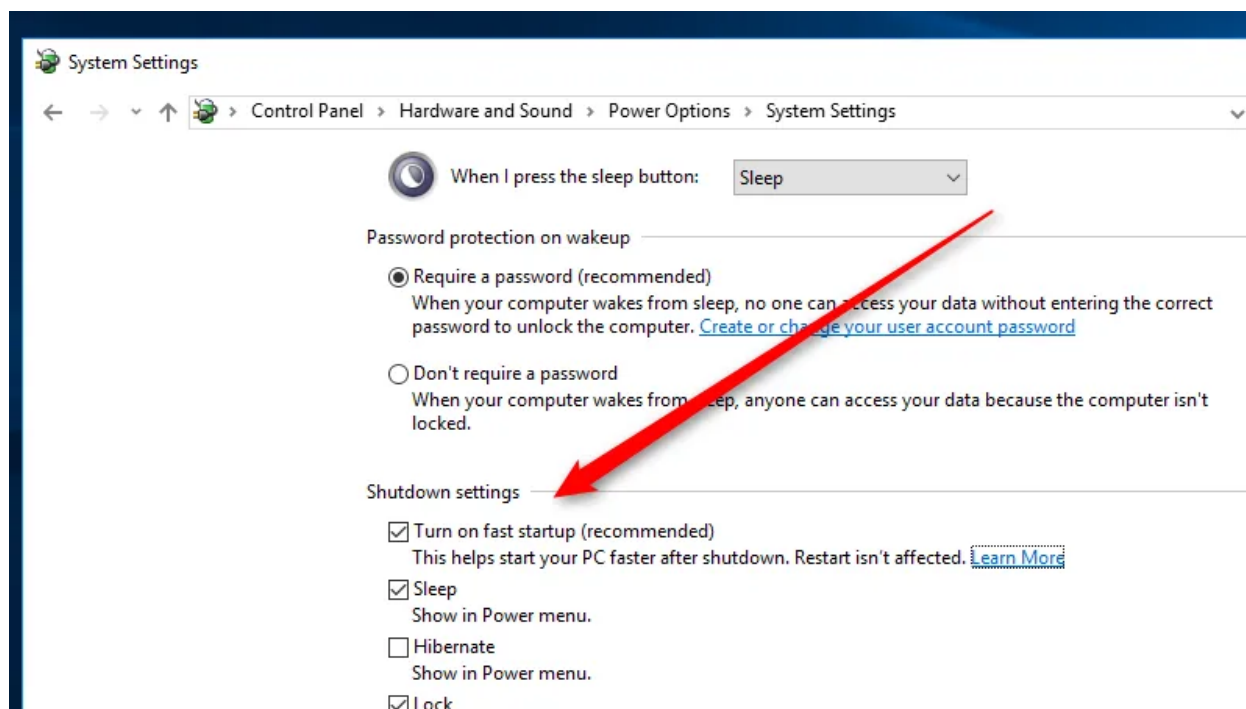 System Settings
Control Panel > Hardware and Sound > Power Options > System Settings
When I press the sleep button: Sleep
Password protection on wakeup
Require a password (recommended)
When your computer wakes from sleep, no one can access your data without entering the correct
password to unlock the computer. Create or change your user account password
Don't require a password
When your computer wakes from sleep, anyone can access your data because the computer isn't
locked.
Shutdown settings
Turn on fast startup (recommended)
This helps start your PC faster after shutdown. Restart isn't affected. Learn More
Sleep
Show in Power menu.
Hibernate
Show in Power menu.
Lock